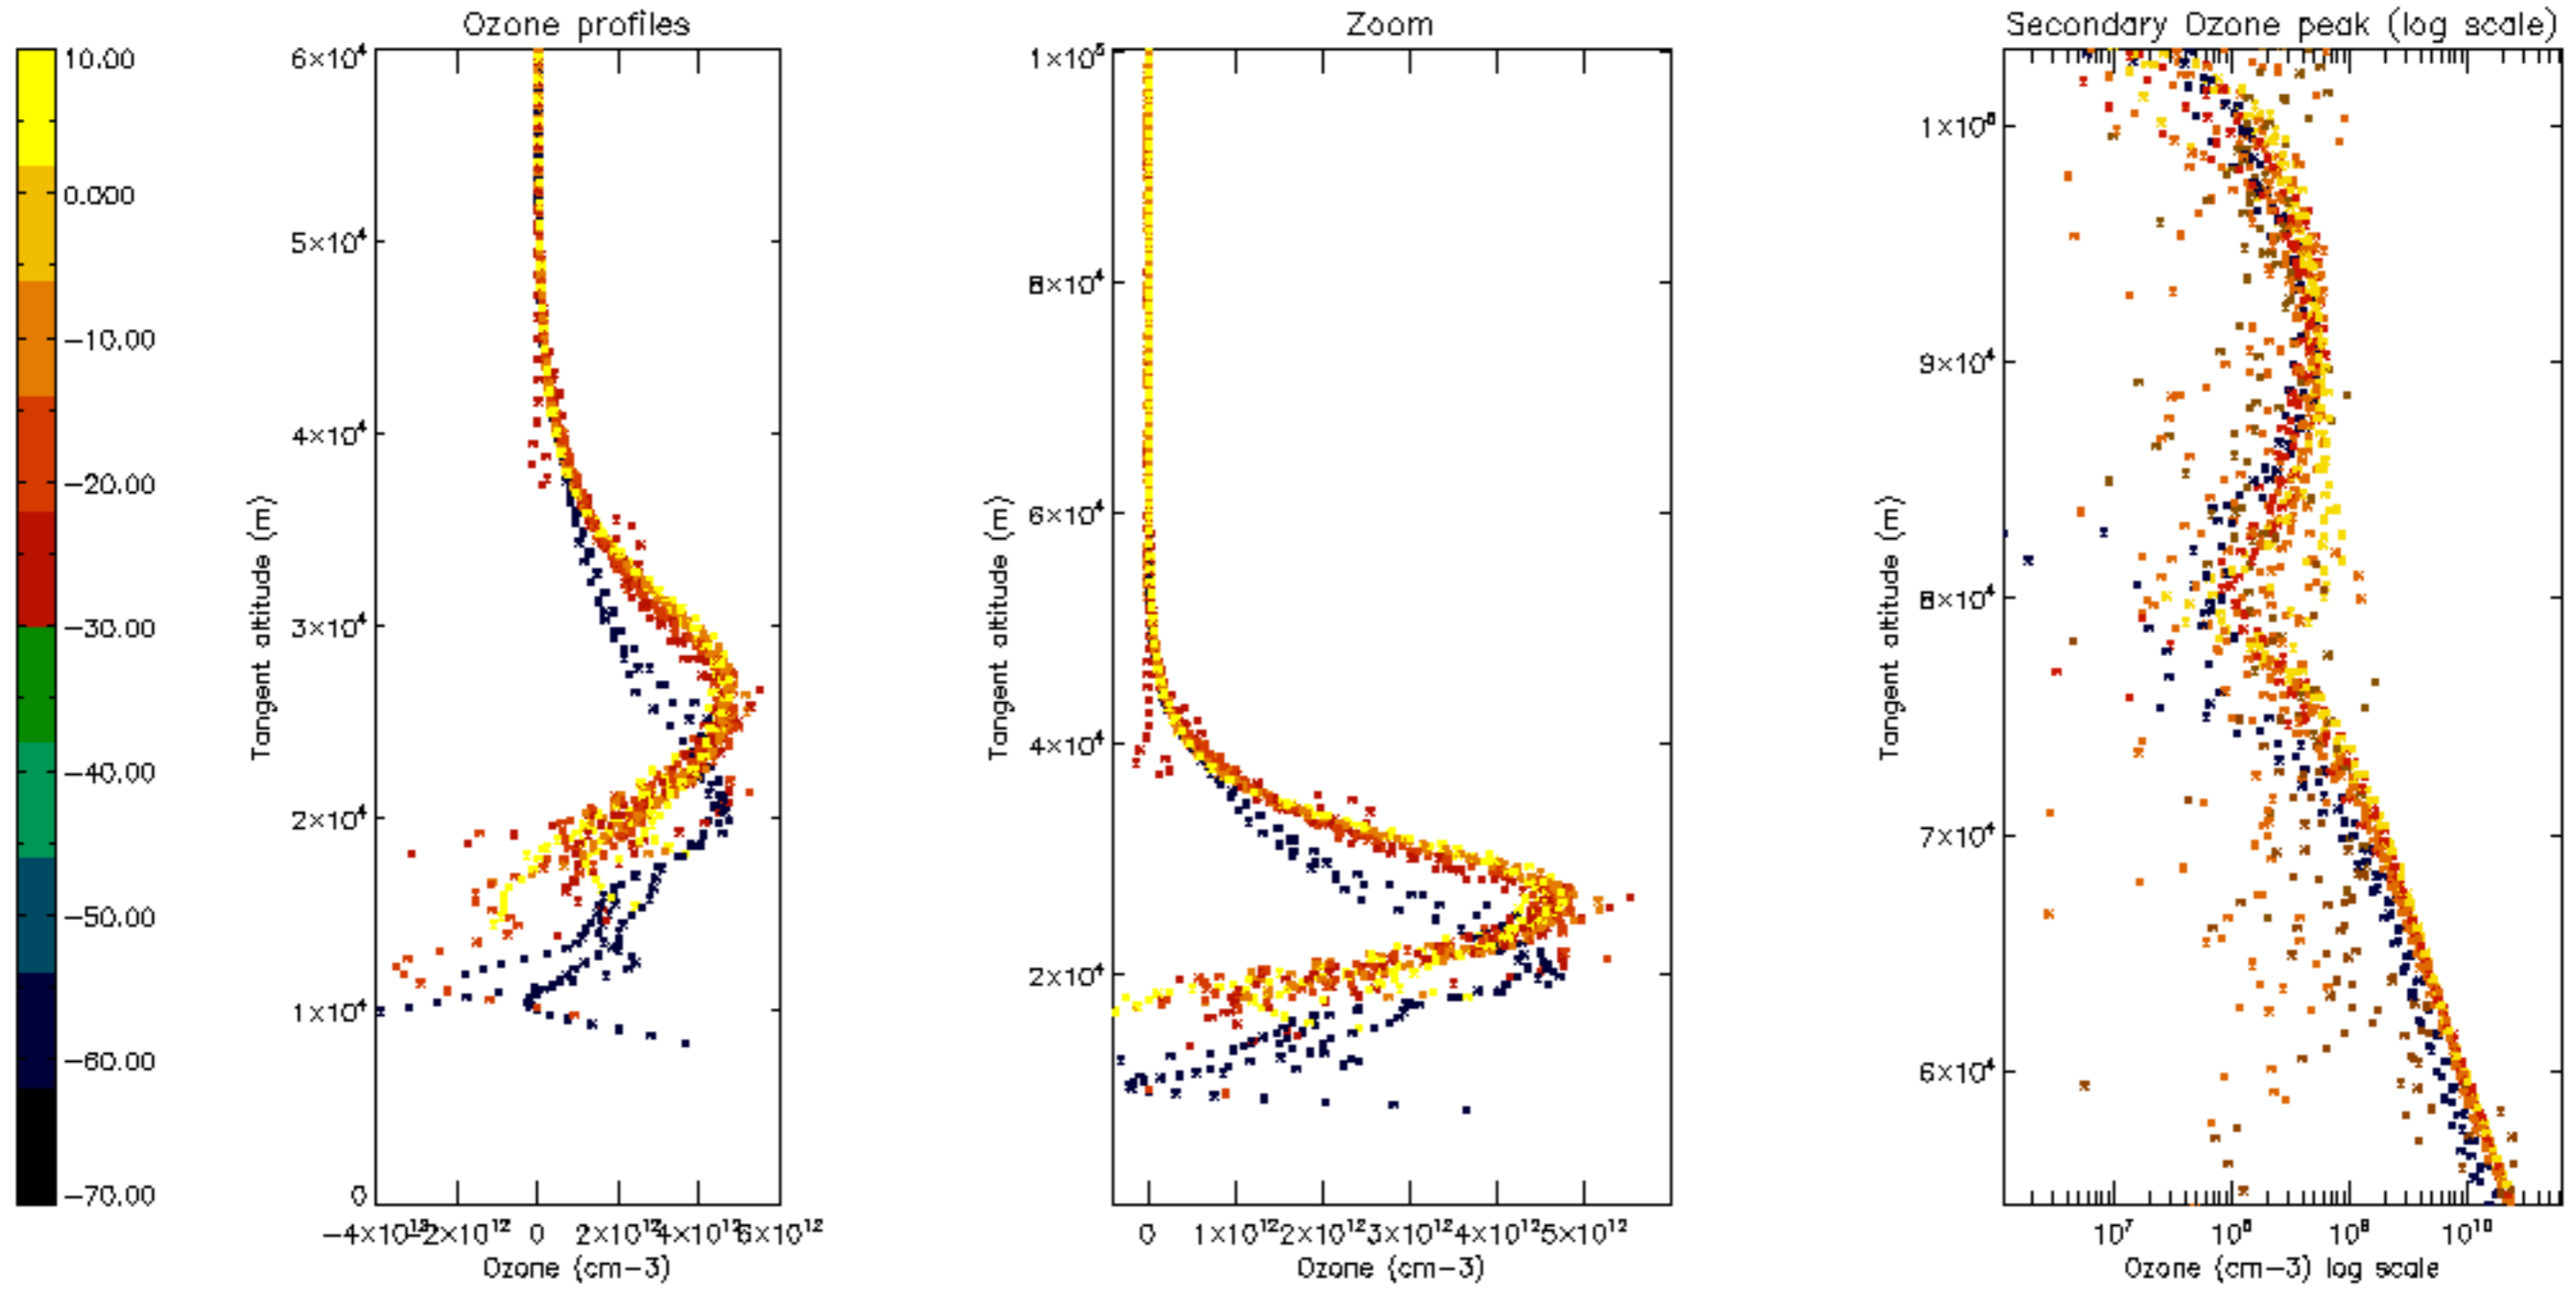 Ozone profiles
Zoom
Secondary Ozone peak (log scale)
10.00
0.000
−10.00
−20.00
−30.00
−40.00
−50.00
−60.00
−70.00
6×10⁴
5×10⁴
4×10⁴
3×10⁴
2×10⁴
1×10⁴
0
Tangent altitude (m)
−4×10¹² −2×10¹² 0 2×10¹² 4×10¹² 6×10¹²
Ozone (cm−3)
1×10⁵
8×10⁴
6×10⁴
4×10⁴
2×10⁴
Tangent altitude (m)
0 1×10¹² 2×10¹² 3×10¹² 4×10¹² 5×10¹²
Ozone (cm−3)
1×10⁵
9×10⁴
8×10⁴
7×10⁴
6×10⁴
Tangent altitude (m)
10⁷ 10⁸ 10⁹ 10¹⁰
Ozone (cm−3) log scale